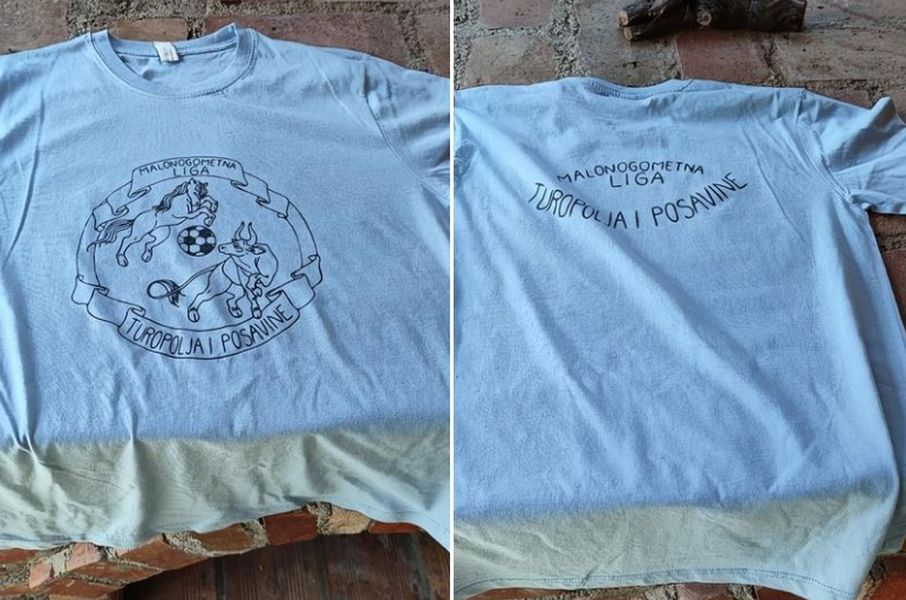 MALONOGOMETNA
LIGA
TUROPOLJA I POSAVINE
MALONOGOMETNA
LIGA
TUROPOLJA I POSAVINE